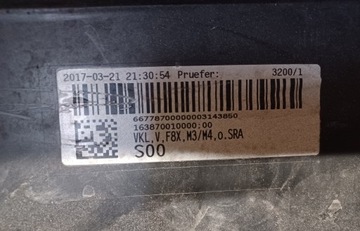 2017-03-21 21:30:54 Pruefer: 3200/1
66778700000003143850
163870010000;00
VKL,V,F8X,M3/M4,o.SRA
S00